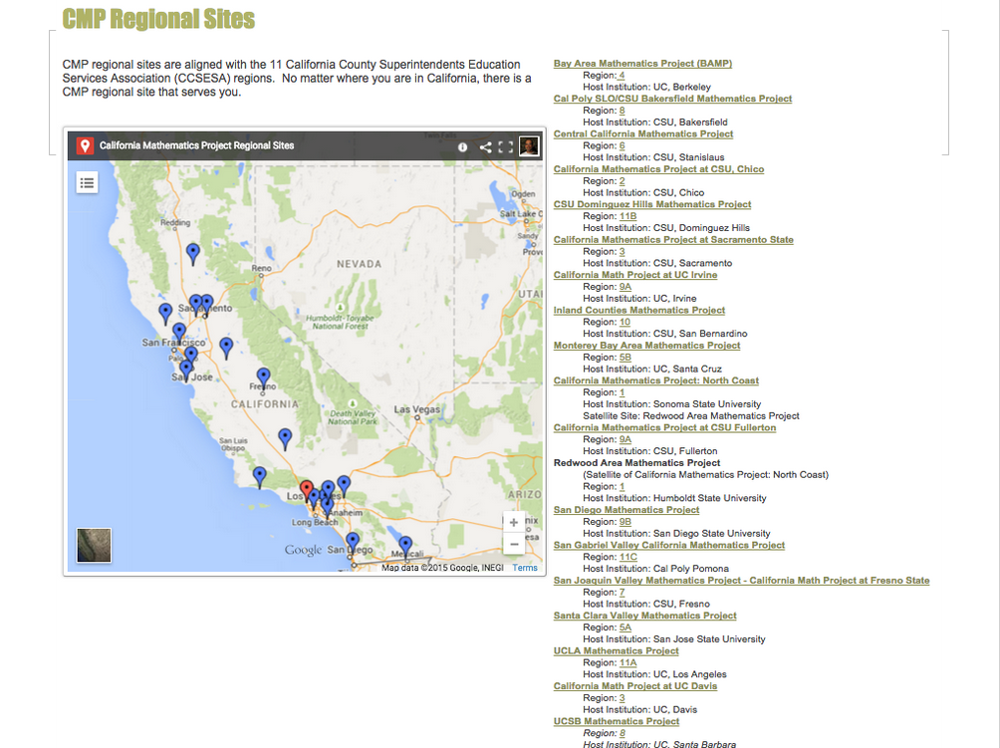 CMP Regional Sites
CMP regional sites are aligned with the 11 California County Superintendents Education
Services Association (CCSESA) regions.  No matter where you are in California, there is a
CMP regional site that serves you.
California Mathematics Project Regional Sites
Twin Falls
Ogden
Salt Lake C
Sandy
Provo
Redding
Reno
NEVADA
UTAH
Sacramento
Humboldt-Toiyabe
National Forest
San Francisco
Palo
San Jose
Fresno
CALIFORNIA
Death Valley
National Park
Las Vegas
San Luis
Obispo
ARIZO
Los Angeles
Anaheim
Long Beach
nix
esa
San Diego
Mexicali
Google
Map data ©2015 Google, INEGI
Terms
Bay Area Mathematics Project (BAMP)
Region: 4
Host Institution: UC, Berkeley
Cal Poly SLO/CSU Bakersfield Mathematics Project
Region: 8
Host Institution: CSU, Bakersfield
Central California Mathematics Project
Region: 6
Host Institution: CSU, Stanislaus
California Mathematics Project at CSU, Chico
Region: 2
Host Institution: CSU, Chico
CSU Dominguez Hills Mathematics Project
Region: 11B
Host Institution: CSU, Dominguez Hills
California Mathematics Project at Sacramento State
Region: 3
Host Institution: CSU, Sacramento
California Math Project at UC Irvine
Region: 9A
Host Institution: UC, Irvine
Inland Counties Mathematics Project
Region: 10
Host Institution: CSU, San Bernardino
Monterey Bay Area Mathematics Project
Region: 5B
Host Institution: UC, Santa Cruz
California Mathematics Project: North Coast
Region: 1
Host Institution: Sonoma State University
Satellite Site: Redwood Area Mathematics Project
California Mathematics Project at CSU Fullerton
Region: 9A
Host Institution: CSU, Fullerton
Redwood Area Mathematics Project
(Satellite of California Mathematics Project: North Coast)
Region: 1
Host Institution: Humboldt State University
San Diego Mathematics Project
Region: 9B
Host Institution: San Diego State University
San Gabriel Valley California Mathematics Project
Region: 11C
Host Institution: Cal Poly Pomona
San Joaquin Valley Mathematics Project - California Math Project at Fresno State
Region: 7
Host Institution: CSU, Fresno
Santa Clara Valley Mathematics Project
Region: 5A
Host Institution: San Jose State University
UCLA Mathematics Project
Region: 11A
Host Institution: UC, Los Angeles
California Math Project at UC Davis
Region: 3
Host Institution: UC, Davis
UCSB Mathematics Project
Region: 8
Host Institution: UC, Santa Barbara